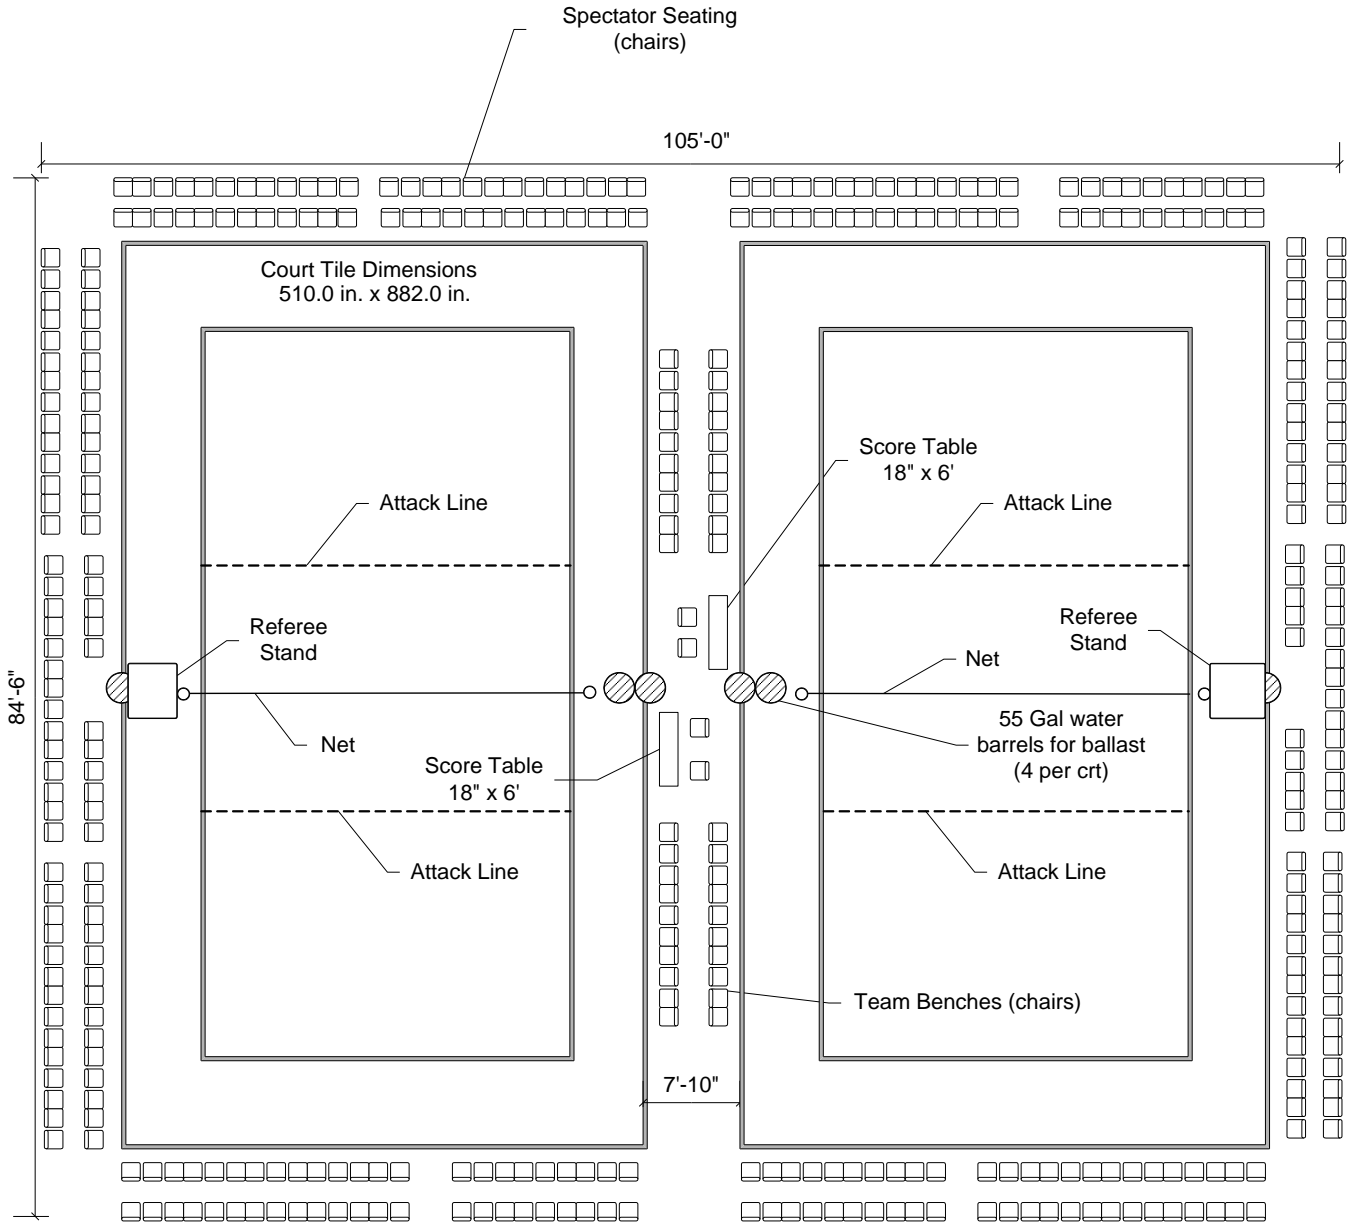 Spectator Seating
(chairs)
105'-0"
Court Tile Dimensions
510.0 in. x 882.0 in.
Score Table
18" x 6'
Attack Line
Attack Line
Referee
Stand
Referee
Stand
Net
84'-6"
55 Gal water
barrels for ballast
(4 per crt)
Net
Score Table
18" x 6'
Attack Line
Attack Line
Team Benches (chairs)
7'-10"